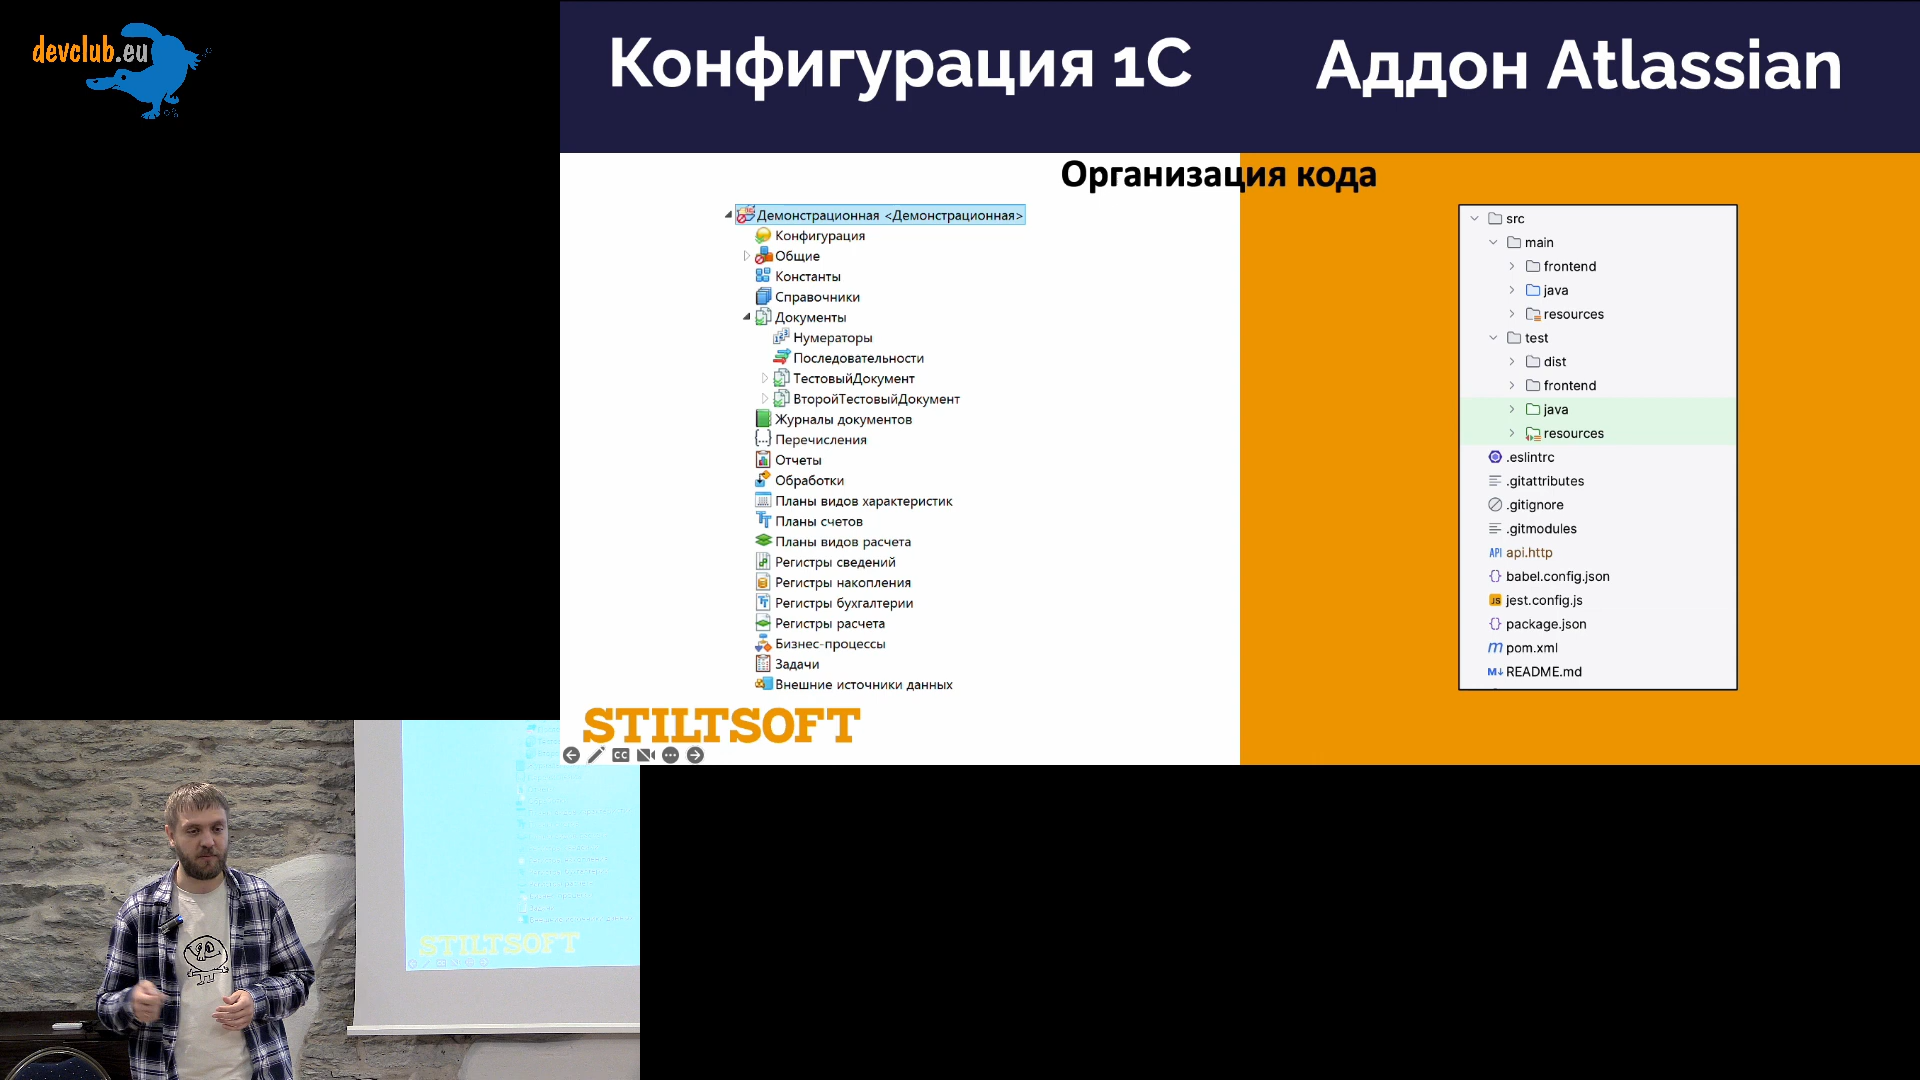 devclub.eu
Конфигурация 1С
Аддон Atlassian
Организация кода
Демонстрационная <Демонстрационная>
Конфигурация
Общие
Константы
Справочники
Документы
Нумераторы
Последовательности
ТестовыйДокумент
ВторойТестовыйДокумент
Журналы документов
Перечисления
Отчеты
Обработки
Планы видов характеристик
Планы счетов
Планы видов расчета
Регистры сведений
Регистры накопления
Регистры бухгалтерии
Регистры расчета
Бизнес-процессы
Задачи
Внешние источники данных
src
main
frontend
java
resources
test
dist
frontend
java
resources
.eslintrc
.gitattributes
.gitignore
.gitmodules
API api.http
babel.config.json
JS jest.config.js
package.json
m pom.xml
M↓ README.md
STILTSOFT
CC
STILTSOFT